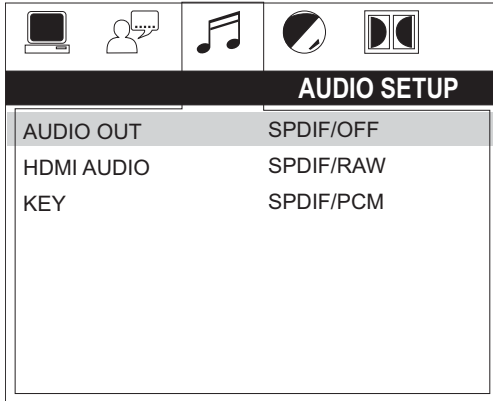 AUDIO SETUP
AUDIO OUT SPDIF/OFF
HDMI AUDIO SPDIF/RAW
KEY SPDIF/PCM